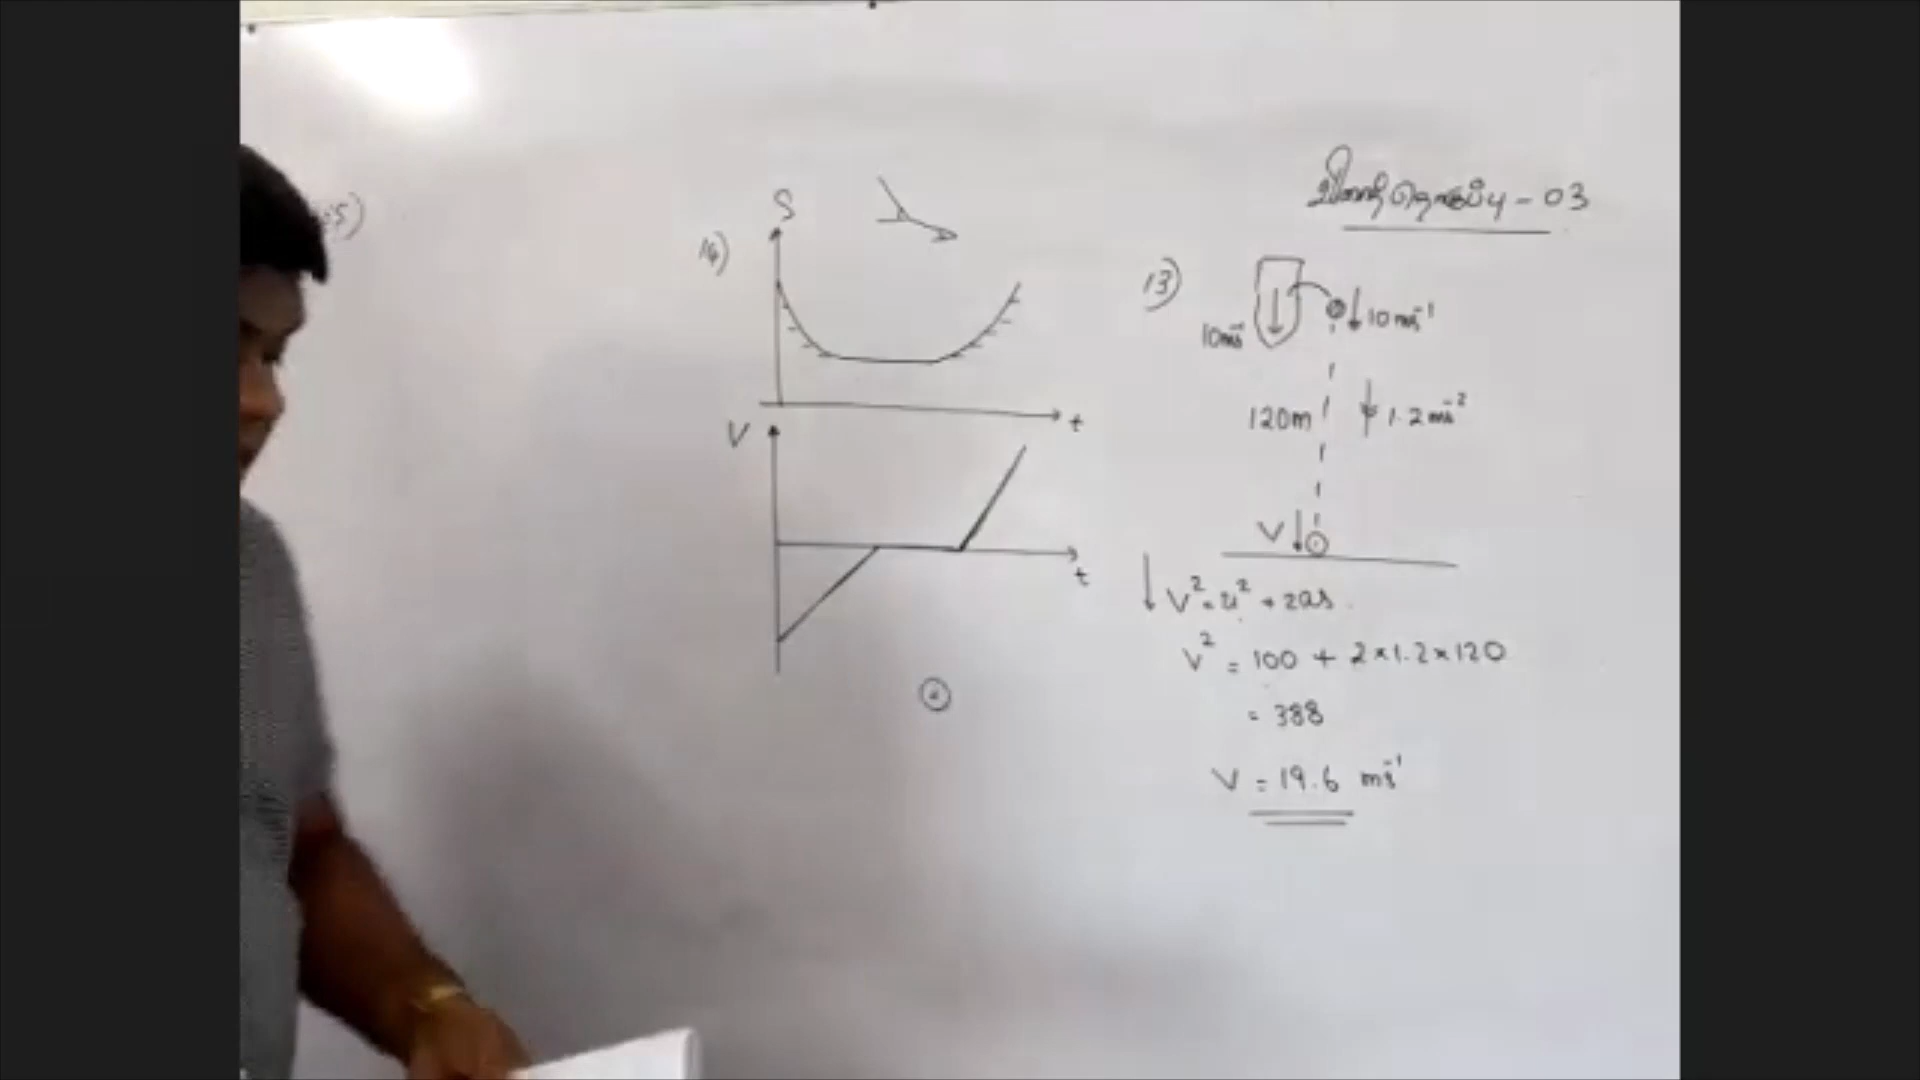 வினாத்தொகுப்பு - 03
13)
10ms⁻¹
10ms⁻¹
120m
1.2ms⁻²
V
V² = u² + 2as
V² = 100 + 2×1.2×120
= 388
V = 19.6 ms⁻¹
14)
S
t
V
t